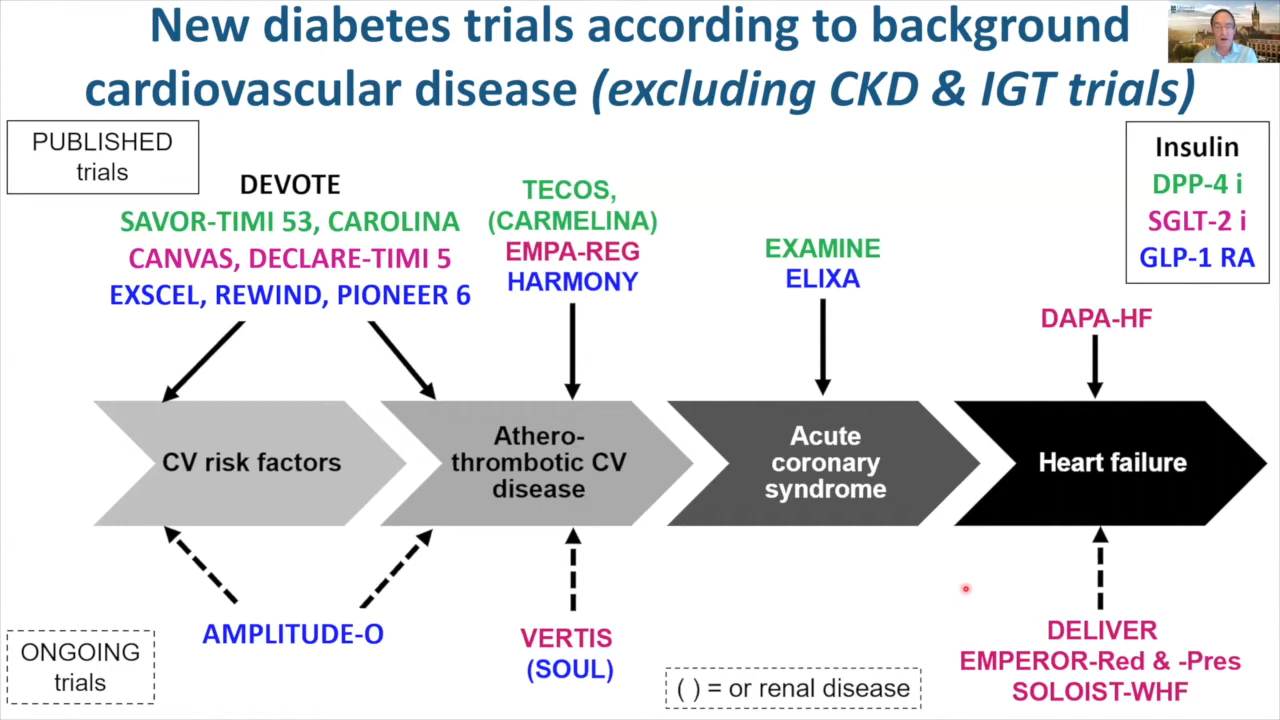 New diabetes trials according to background
cardiovascular disease (excluding CKD & IGT trials)
PUBLISHED
trials
Insulin
DPP-4 i
SGLT-2 i
GLP-1 RA
DEVOTE
SAVOR-TIMI 53, CAROLINA
CANVAS, DECLARE-TIMI 5
EXSCEL, REWIND, PIONEER 6
TECOS,
(CARMELINA)
EMPA-REG
HARMONY
EXAMINE
ELIXA
DAPA-HF
CV risk factors
Athero-
thrombotic CV
disease
Acute
coronary
syndrome
Heart failure
AMPLITUDE-O
VERTIS
(SOUL)
DELIVER
EMPEROR-Red & -Pres
SOLOIST-WHF
ONGOING
trials
( ) = or renal disease